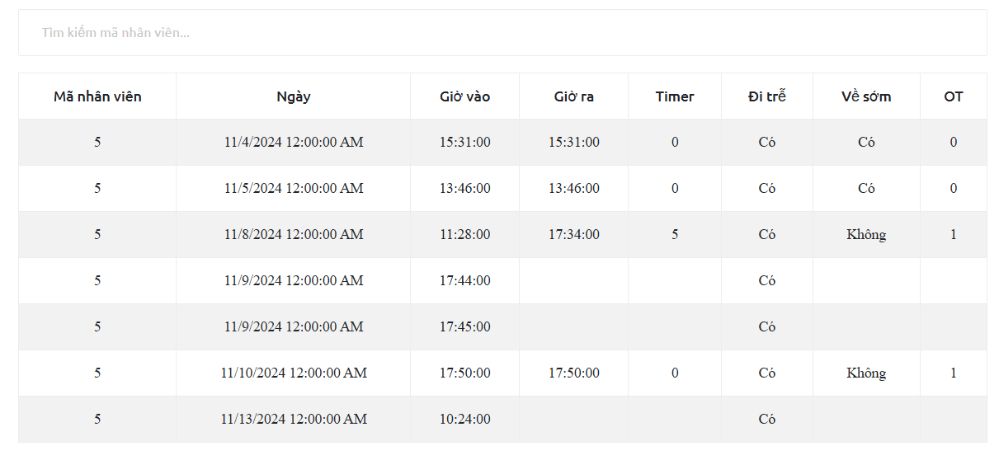 Tìm kiếm mã nhân viên...
Mã nhân viên Ngày Giờ vào Giờ ra Timer Đi trễ Về sớm OT
5 11/4/2024 12:00:00 AM 15:31:00 15:31:00 0 Có Có 0
5 11/5/2024 12:00:00 AM 13:46:00 13:46:00 0 Có Có 0
5 11/8/2024 12:00:00 AM 11:28:00 17:34:00 5 Có Không 1
5 11/9/2024 12:00:00 AM 17:44:00 Có
5 11/9/2024 12:00:00 AM 17:45:00 Có
5 11/10/2024 12:00:00 AM 17:50:00 17:50:00 0 Có Không 1
5 11/13/2024 12:00:00 AM 10:24:00 Có